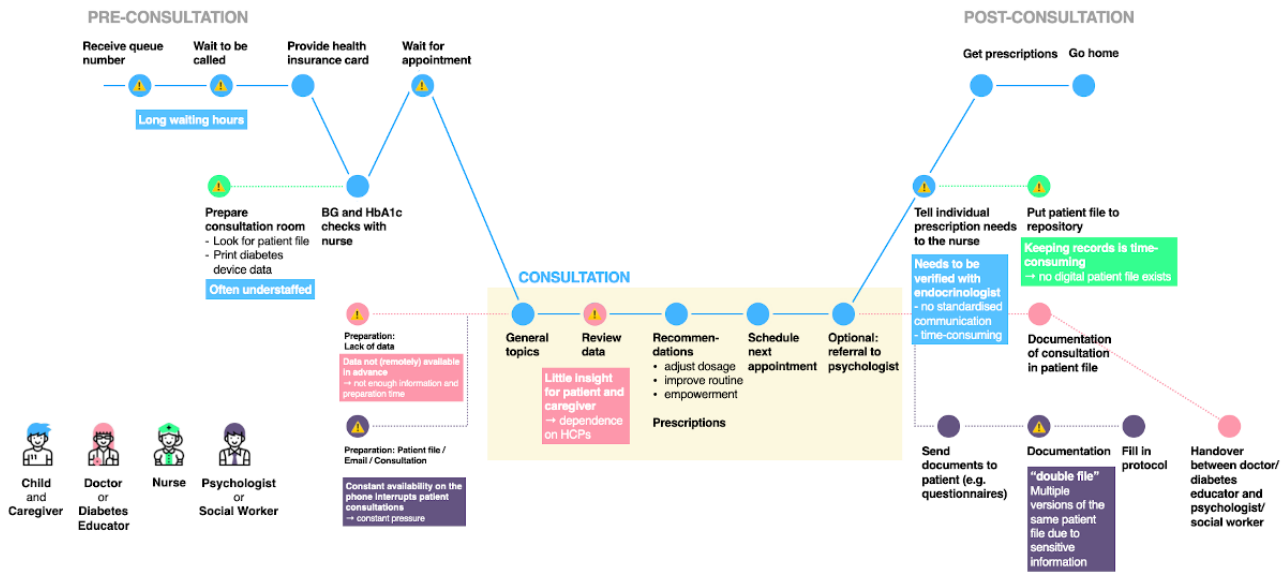 PRE-CONSULTATION
Receive queue
number
Wait to be
called
Provide health
insurance card
Wait for
appointment
Long waiting hours
Prepare
consultation room
- Look for patient file
- Print diabetes
device data
Often understaffed
BG and HbA1c
checks with
nurse
Preparation:
Lack of data
Data not (remotely) available
in advance
→ not enough information and
preparation time
Preparation: Patient file /
Email / Consultation
Constant availability on the
phone interrupts patient
consultations
→ constant pressure
CONSULTATION
General
topics
Review
data
Little insight
for patient and
caregiver
→ dependence
on HCPs
Recommen-
dations
• adjust dosage
• improve routine
• empowerment
Prescriptions
Schedule
next
appointment
Optional:
referral to
psychologist
POST-CONSULTATION
Get prescriptions
Go home
Tell individual
prescription needs
to the nurse
Needs to be
verified with
endocrinologist
- no standardised
communication
- time-consuming
Put patient file to
repository
Keeping records is time-
consuming
→ no digital patient file exists
Documentation
of consultation
in patient file
Send
documents to
patient (e.g.
questionnaires)
Documentation
"double file"
Multiple
versions of the
same patient
file due to
sensitive
information
Fill in
protocol
Handover
between doctor/
diabetes
educator and
psychologist/
social worker
Child
and
Caregiver
Doctor
or
Diabetes
Educator
Nurse
Psychologist
or
Social Worker